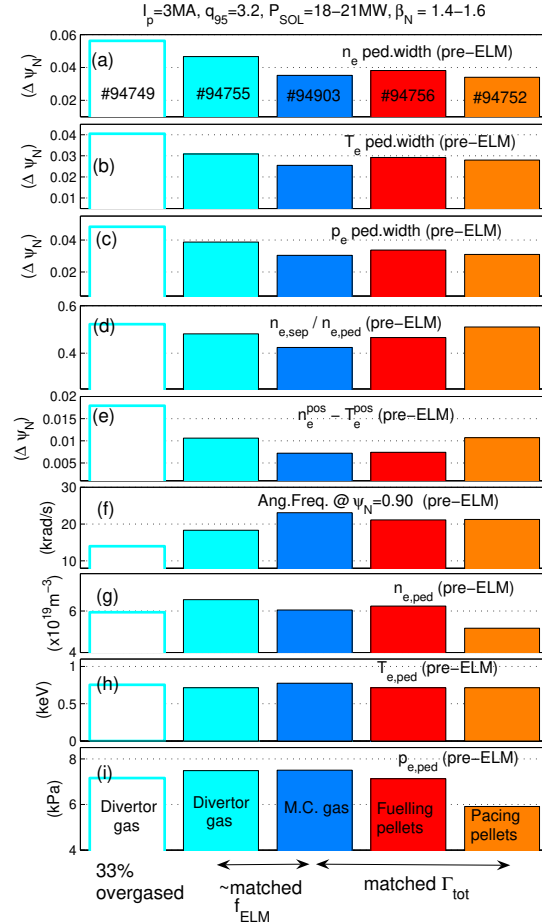 I_p=3MA, q_95=3.2, P_SOL=18−21MW, β_N = 1.4−1.6
0.06
n_e ped.width (pre−ELM)
(a)
0.04
(Δ ψ_N)
#94749 #94755 #94903 #94756 #94752
0.02
0.04
T_e ped.width (pre−ELM)
0.03
(b)
(Δ ψ_N)
0.02
0.01
p_e ped.width (pre−ELM)
0.04
(c)
(Δ ψ_N)
0.02
0.6
n_e,sep / n_e,ped (pre−ELM)
(d)
0.4
0.02
(e)
n_e^pos − T_e^pos (pre−ELM)
0.015
(Δ ψ_N)
0.01
0.005
30
Ang.Freq. @ ψ_N=0.90 (pre−ELM)
(f)
(krad/s)
20
10
n_e,ped (pre−ELM)
(g)
(x10^19 m^−3)
6
4
1
T_e,ped (pre−ELM)
(h)
(keV)
0.5
0
8
p_e,ped (pre−ELM)
(i)
(kPa)
6
4
Divertor gas
Divertor gas
M.C. gas
Fuelling pellets
Pacing pellets
33%
overgased
~matched
f_ELM
matched Γ_tot